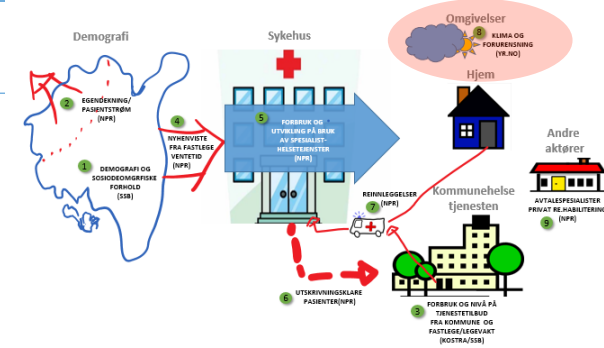 Demografi
Sykehus
Omgivelser
8
KLIMA OG
FORURENSNING
(YR.NO)
Hjem
2
EGENDEKNING/
PASIENTSTRØM
(NPR)
4
NYHENVISTE
FRA FASTLEGE
VENTETID
(NPR)
5
FORBRUK OG
UTVIKLING PÅ BRUK
AV SPESIALIST-
HELSETEJENSTER
(NPR)
1
DEMOGRAFI OG
SOSIODEOMGRFISKE
FORHOLD
(SSB)
Andre
aktører
REINNLEGGELSER
(NPR)
7
Kommunehelse
tjenesten
AVTALESPESIALISTER
PRIVAT RE.HABILITERING
(NPR)
9
6
UTSKRIVNINGSKLARE
PASIENTER(NPR)
3
FORBRUK OG NIVÅ PÅ
TJENESTETILBUD
FRA KOMMUNE OG
FASTLEGE/LEGEVAKT
(KOSTRA/SSB)